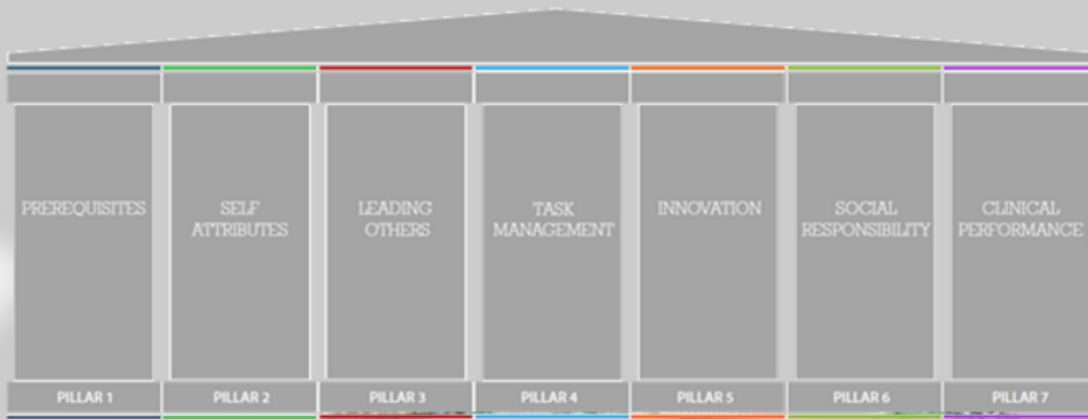 PREREQUISITES
SELF
ATTRIBUTES
LEADING
OTHERS
TASK
MANAGEMENT
INNOVATION
SOCIAL
RESPONSIBILITY
CLINICAL
PERFORMANCE
PILLAR 1
PILLAR 2
PILLAR 3
PILLAR 4
PILLAR 5
PILLAR 6
PILLAR 7